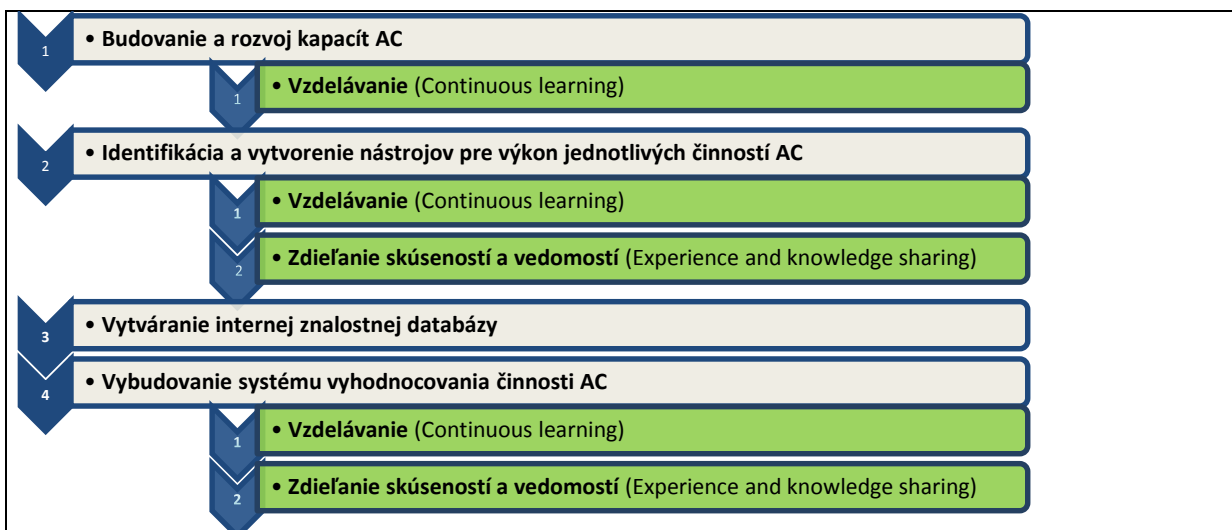 1 • Budovanie a rozvoj kapacít AC
1 • Vzdelávanie (Continuous learning)
2 • Identifikácia a vytvorenie nástrojov pre výkon jednotlivých činností AC
1 • Vzdelávanie (Continuous learning)
2 • Zdieľanie skúseností a vedomostí (Experience and knowledge sharing)
3 • Vytváranie internej znalostnej databázy
4 • Vybudovanie systému vyhodnocovania činnosti AC
1 • Vzdelávanie (Continuous learning)
2 • Zdieľanie skúseností a vedomostí (Experience and knowledge sharing)